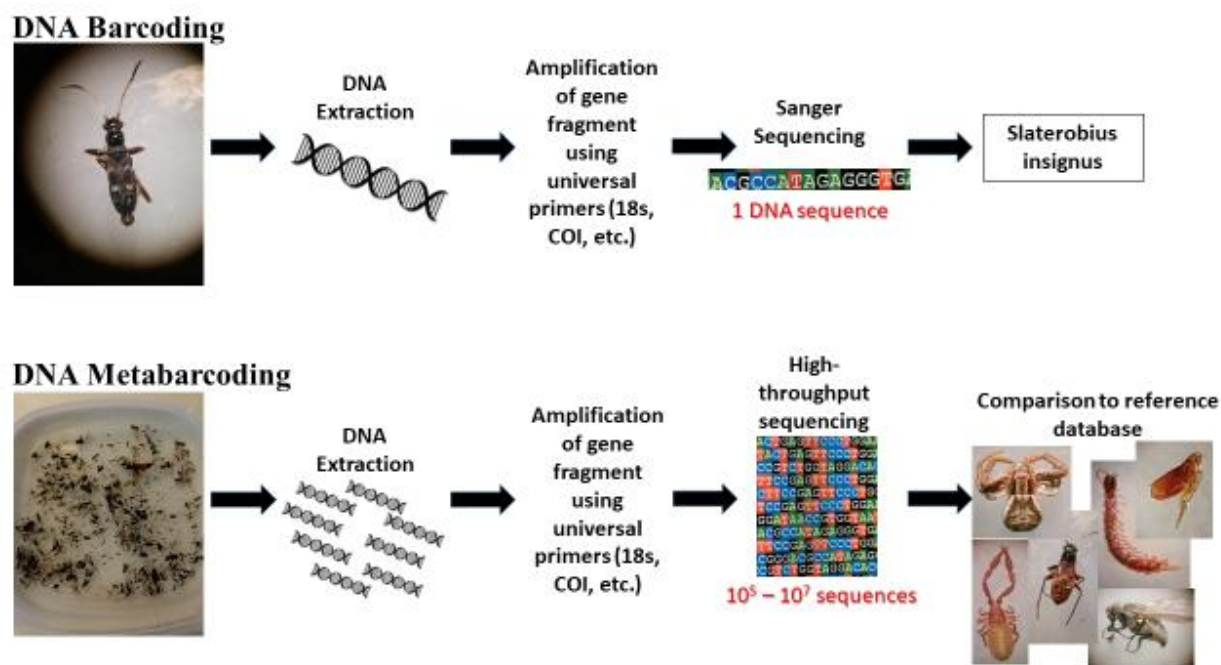 DNA Barcoding
DNA
Extraction
Amplification
of gene
fragment
using
universal
primers (18s,
COI, etc.)
Sanger
Sequencing
ACGCCATAGAGGGTGA
1 DNA sequence
Slaterobius
insignus
DNA Metabarcoding
DNA
Extraction
Amplification
of gene
fragment
using
universal
primers (18s,
COI, etc.)
High-
throughput
sequencing
10⁵ – 10⁷ sequences
Comparison to reference
database